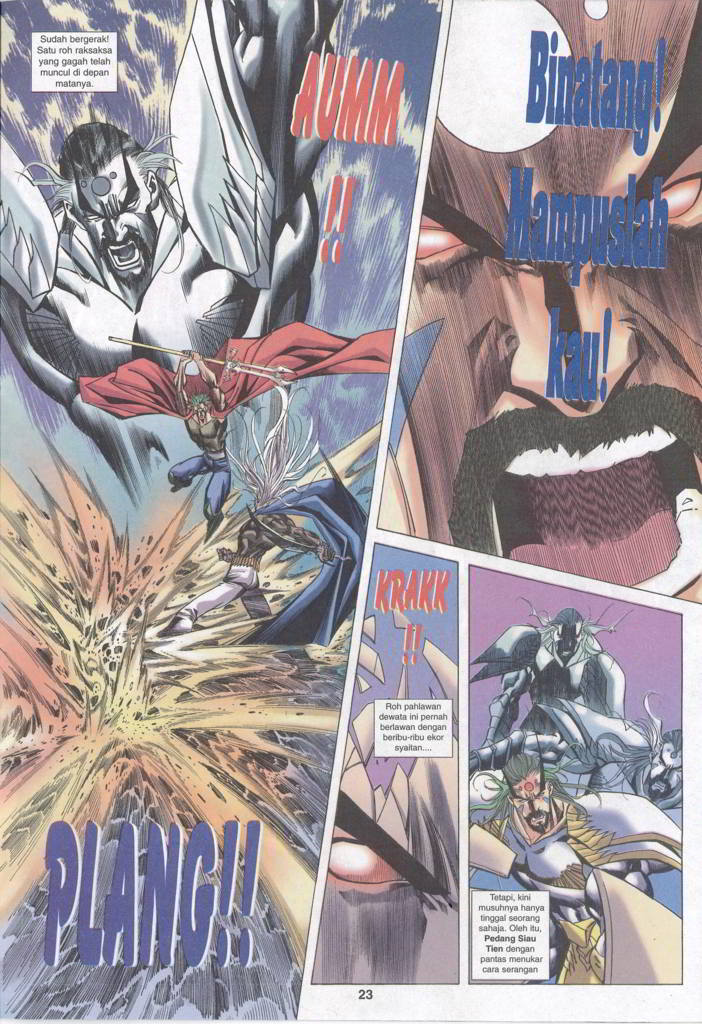 Sudah bergerak!
Satu roh raksaksa
yang gagah telah
muncul di depan
matanya.
AUMM
!!
Binatang!
Mampuslah
kau!
PLANG!!
KRAKK
!!
Roh pahlawan
dewata ini pernah
berlawan dengan
beribu-ribu ekor
syaitan....
Tetapi, kini
musuhnya hanya
tinggal seorang
sahaja. Oleh itu,
Pedang Siau
Tien dengan
pantas menukar
cara serangan
23